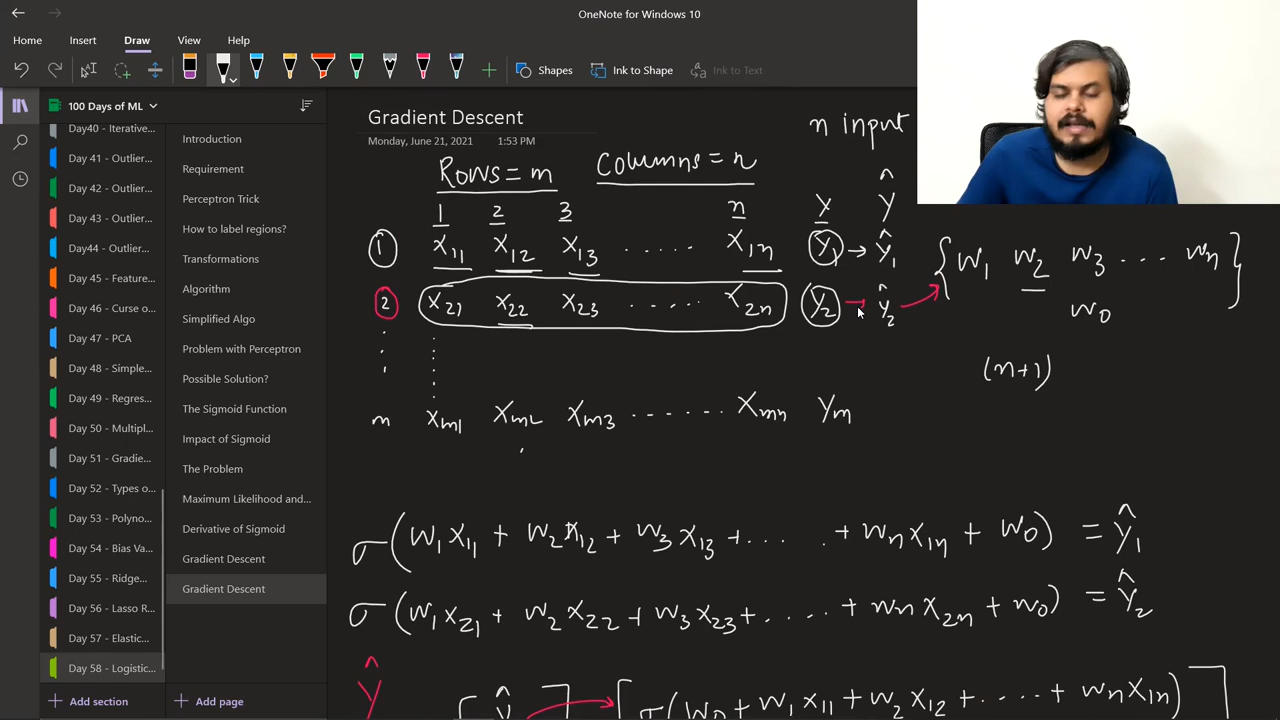 OneNote for Windows 10
Home Insert Draw View Help
Shapes Ink to Shape Ink to Text
100 Days of ML
Day40 - Iterative...
Day 41 - Outlier...
Day 42 - Outlier...
Day 43 - Outlier...
Day44 - Outlier...
Day 45 - Feature...
Day 46 - Curse o...
Day 47 - PCA
Day 48 - Simple...
Day 49 - Regres...
Day 50 - Multipl...
Day 51 - Gradie...
Day 52 - Types o...
Day 53 - Polyno...
Day 54 - Bias Va...
Day 55 - Ridge...
Day 56 - Lasso R...
Day 57 - Elastic...
Day 58 - Logistic...
Add section
Introduction
Requirement
Perceptron Trick
How to label regions?
Transformations
Algorithm
Simplified Algo
Problem with Perceptron
Possible Solution?
The Sigmoid Function
Impact of Sigmoid
The Problem
Maximum Likelihood and...
Derivative of Sigmoid
Gradient Descent
Gradient Descent
Add page
Gradient Descent
Monday, June 21, 2021 1:53 PM
n input
Rows = m Columns = n
1 2 3 n Y Ŷ
1 X11 X12 X13 ..... X1n Y1 → Ŷ1 { W1 W2 W3 ... Wn }
2 X21 X22 X23 ..... X2n Y2 → Ŷ2 W0
(n+1)
m Xm1 Xm2 Xm3 ....... Xmn Ym
σ(W1X11 + W2X12 + W3X13 + ..... + WnX1n + W0) = Ŷ1
σ(W1X21 + W2X22 + W3X23 + ..... + WnX2n + W0) = Ŷ2
Ŷ [ Ŷ ] [ σ(W0 + W1X11 + W2X12 + ..... + WnX1n) ]